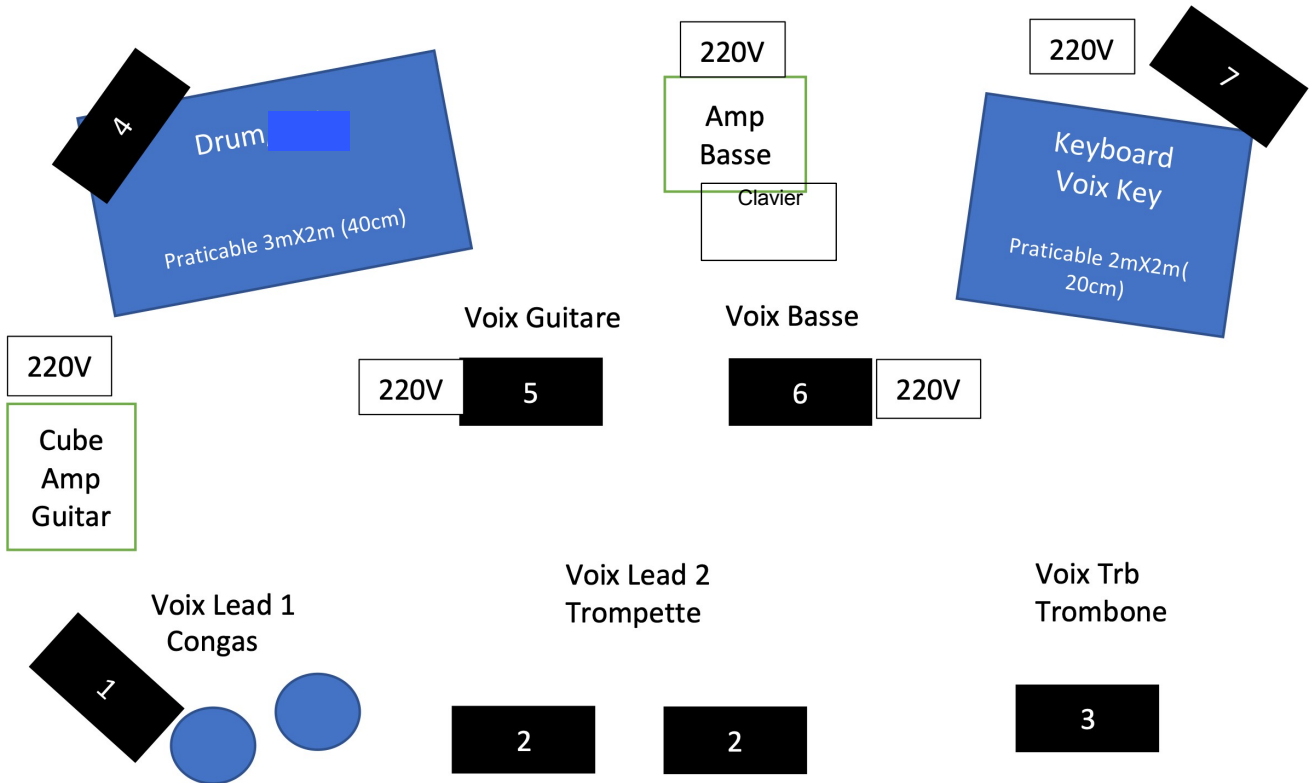 220V
220V
7
4
Drum
Amp
Basse
Keyboard
Voix Key
Clavier
Praticable 3mX2m (40cm)
Praticable 2mX2m(
20cm)
Voix Guitare
Voix Basse
220V
220V
5
6
220V
Cube
Amp
Guitar
Voix Lead 1
Congas
Voix Lead 2
Trompette
Voix Trb
Trombone
1
2
2
3